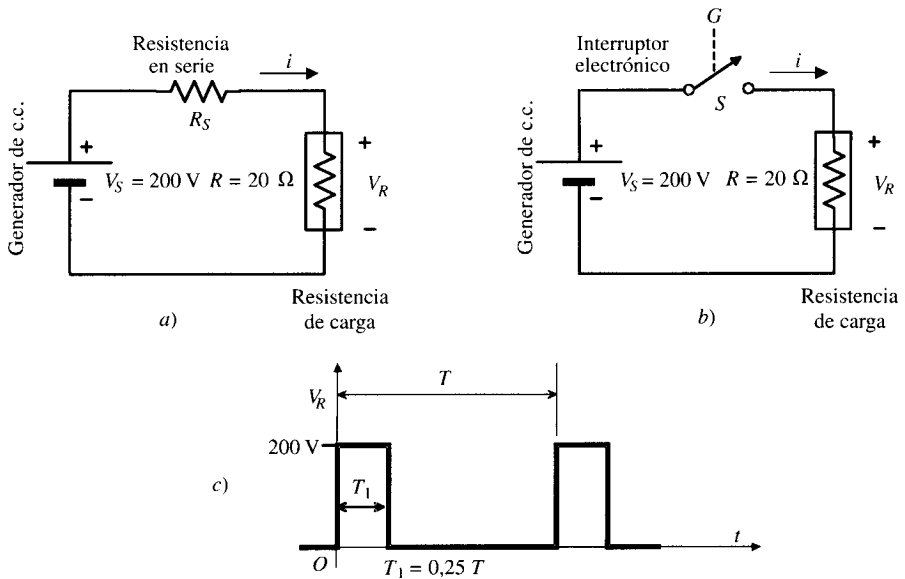 Resistencia
en serie
i
R_S
Generador de c.c.
+
−
V_S = 200 V R = 20 Ω
+
V_R
−
Resistencia
de carga
a)
G
Interruptor
electrónico
i
S
Generador de c.c.
+
−
V_S = 200 V R = 20 Ω
+
V_R
−
Resistencia
de carga
b)
V_R
T
200 V
c)
T_1
t
O
T_1 = 0,25 T